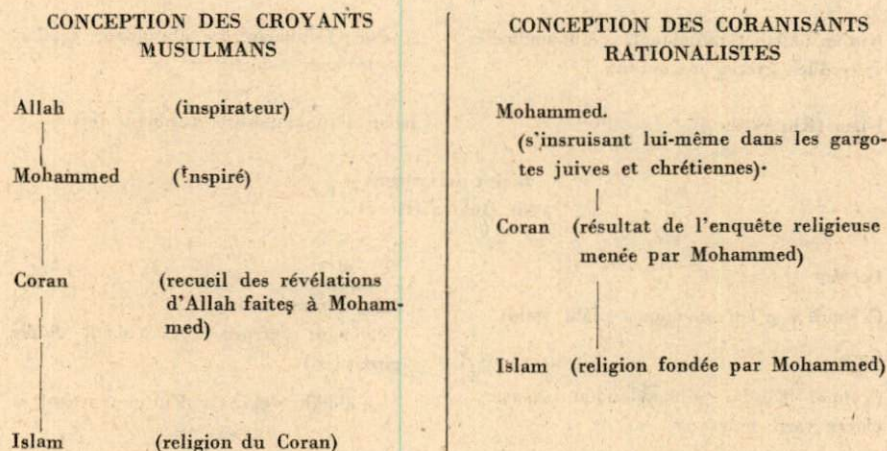 CONCEPTION DES CROYANTS
MUSULMANS
Allah (inspirateur)
Mohammed (inspiré)
Coran (recueil des révélations
d'Allah faites à Moham-
med)
Islam (religion du Coran)
CONCEPTION DES CORANISANTS
RATIONALISTES
Mohammed.
(s'insruisant lui-même dans les gargo-
tes juives et chrétiennes).
Coran (résultat de l'enquête religieuse
menée par Mohammed)
Islam (religion fondée par Mohammed)